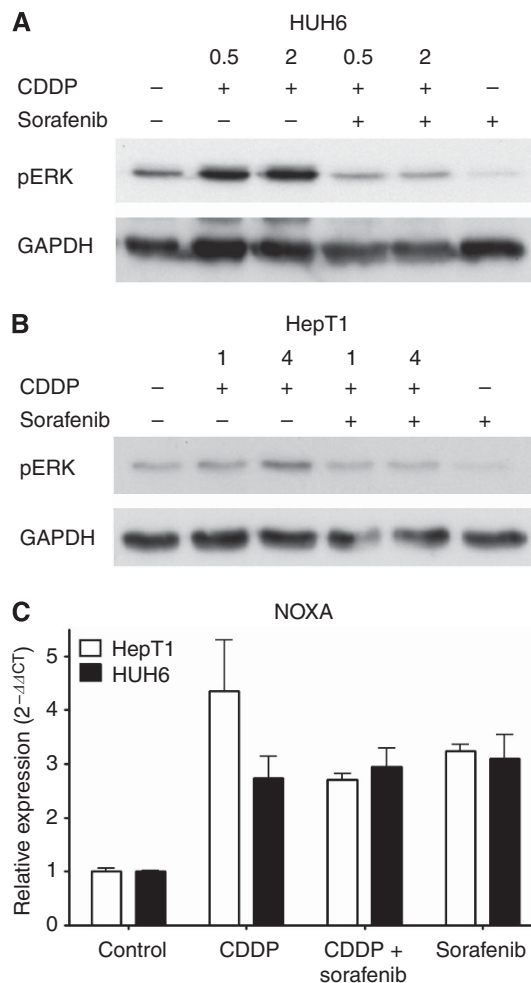 A
HUH6
0.5 2 0.5 2
CDDP – + + + + –
Sorafenib – – – + + +
pERK
GAPDH
B
HepT1
1 4 1 4
CDDP – + + + + –
Sorafenib – – – + + +
pERK
GAPDH
C
NOXA
Relative expression (2⁻ᐞᐞCT)
5
4
3
2
1
0
HepT1
HUH6
Control CDDP CDDP + sorafenib Sorafenib